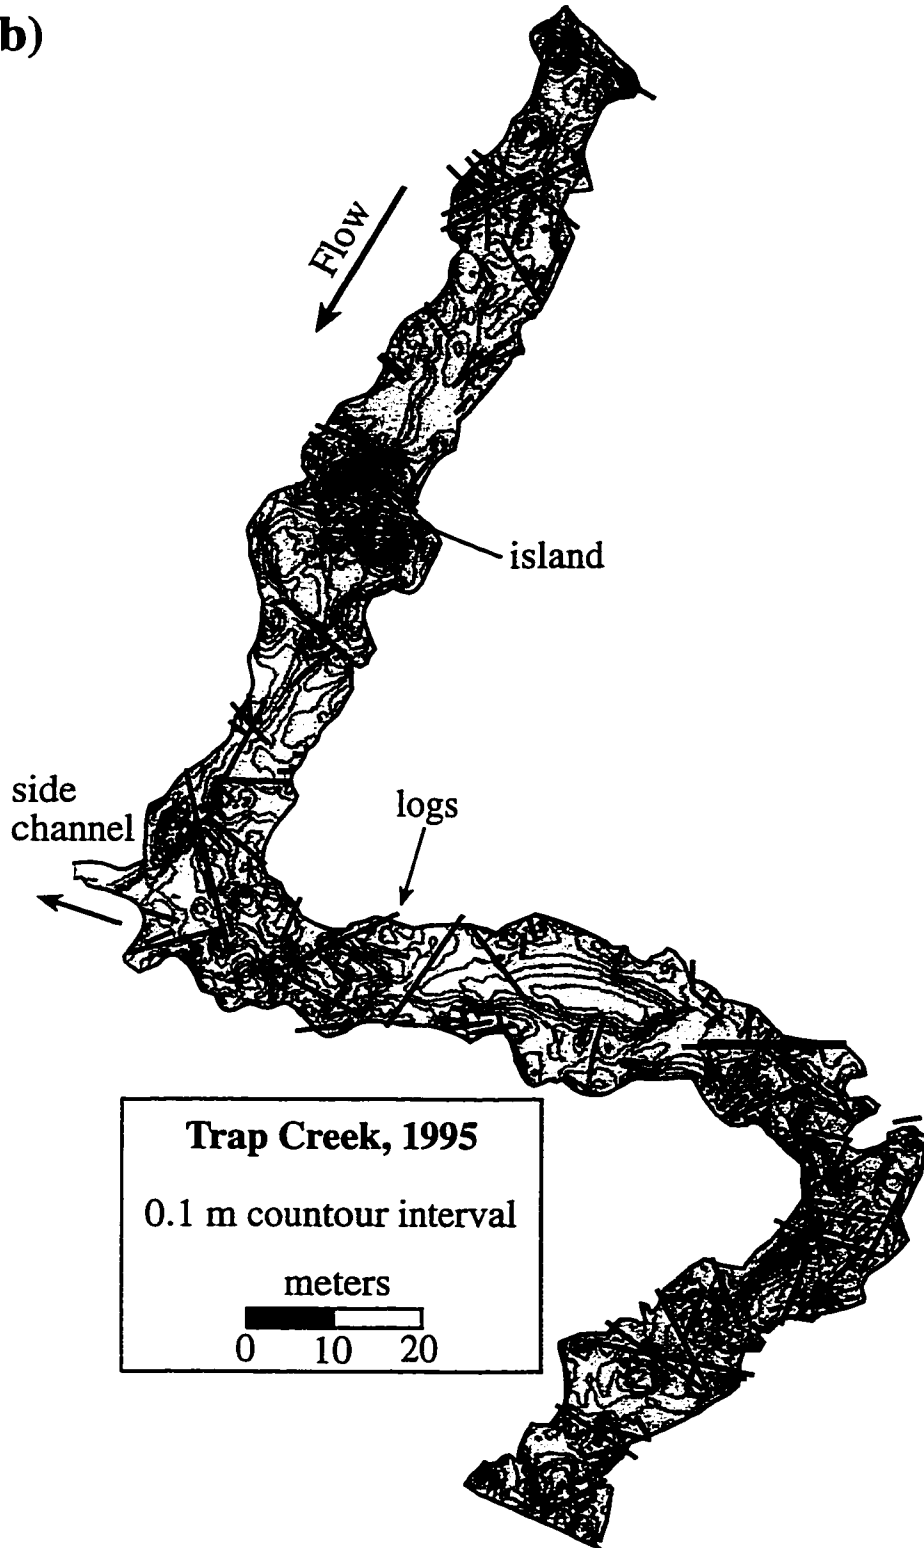 b)
Flow
island
side
channel
logs
Trap Creek, 1995
0.1 m countour interval
meters
0 10 20